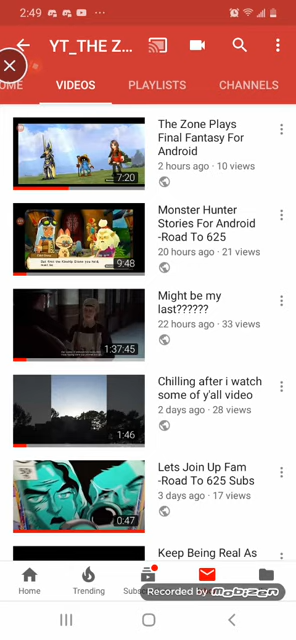 2:49
YT_THE Z...
OME VIDEOS PLAYLISTS CHANNELS
The Zone Plays
Final Fantasy For
Android
2 hours ago · 10 views
7:20
Monster Hunter
Stories For Android
-Road To 625
20 hours ago · 21 views
9:48
Might be my
last??????
22 hours ago · 33 views
1:37:45
Chilling after i watch
some of y'all video
2 days ago · 28 views
1:46
Lets Join Up Fam
-Road To 625 Subs
3 days ago · 17 views
0:47
Keep Being Real As
Home Trending Subs
Recorded by mobizen